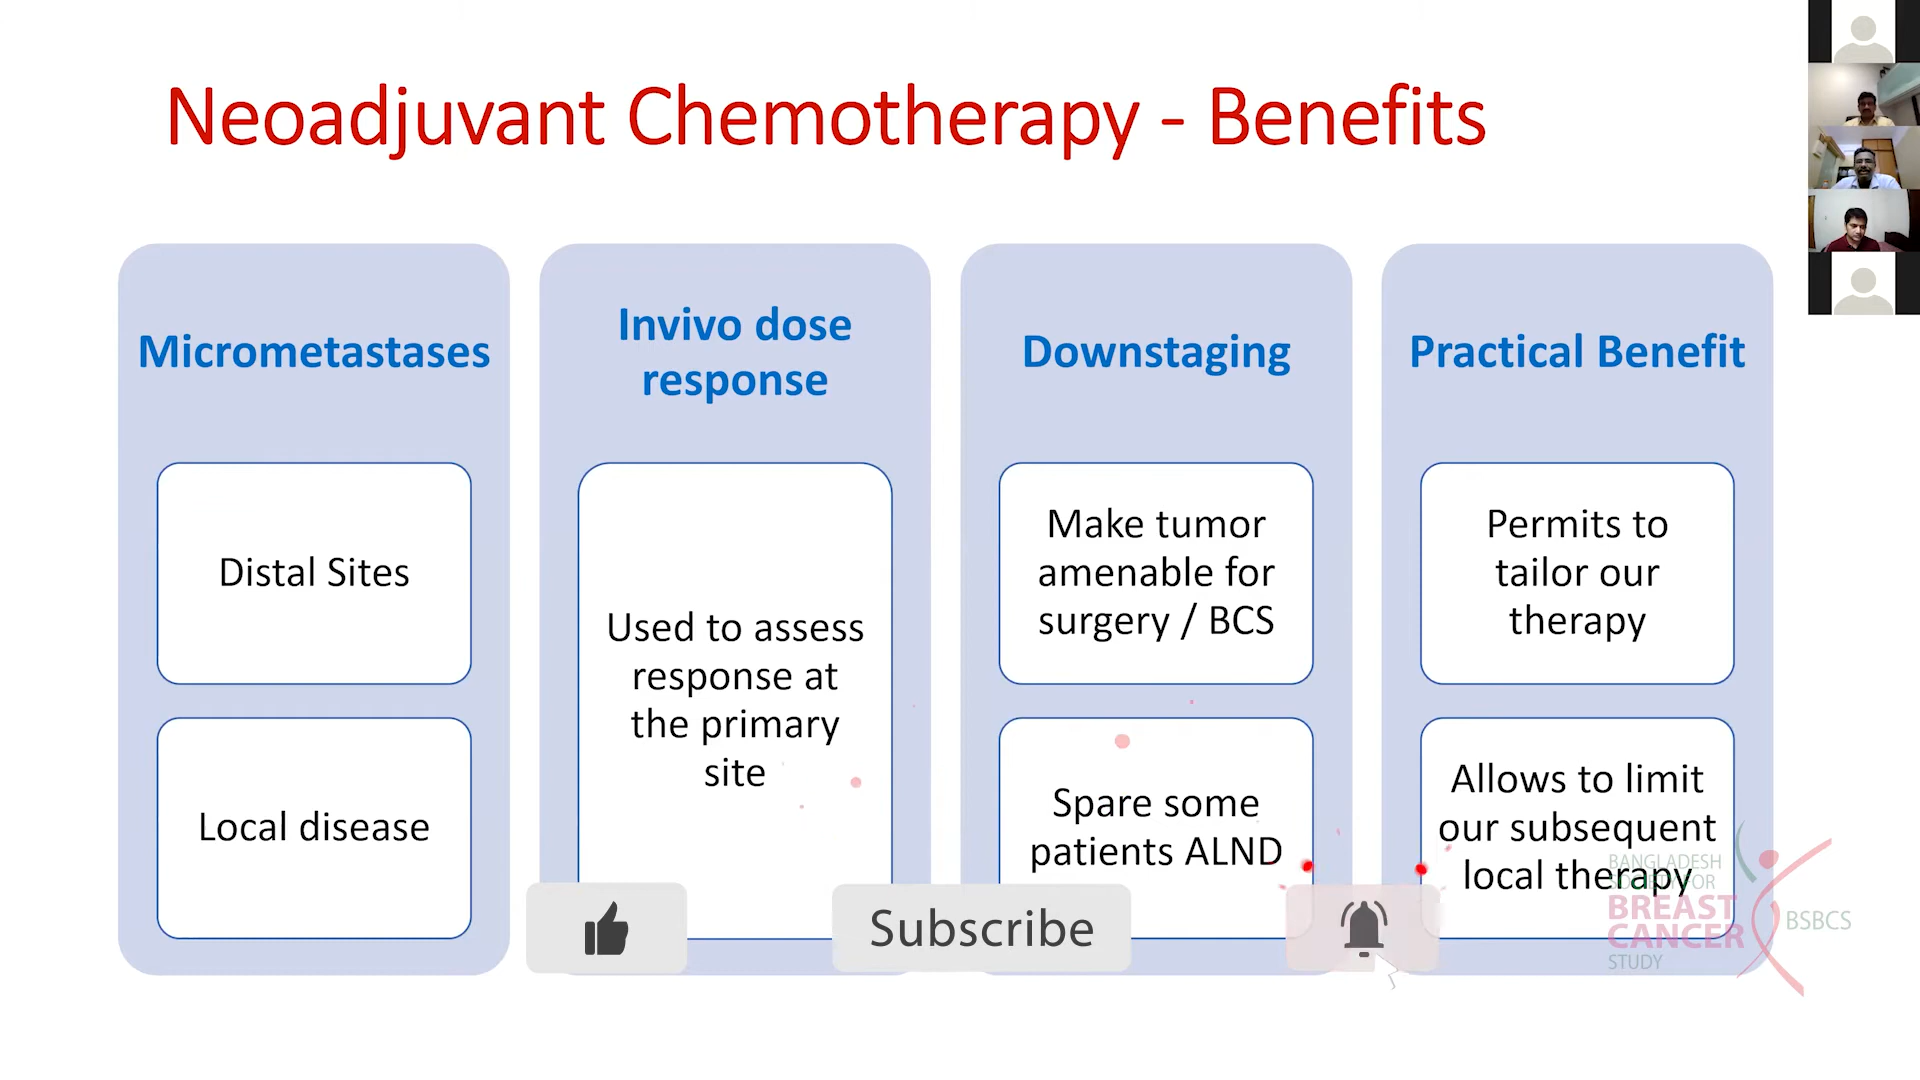 Neoadjuvant Chemotherapy - Benefits
Micrometastases
Distal Sites
Local disease
Invivo dose
response
Used to assess
response at
the primary
site
Downstaging
Make tumor
amenable for
surgery / BCS
Spare some
patients ALND
Practical Benefit
Permits to
tailor our
therapy
Allows to limit
our subsequent
local therapy
Subscribe
BANGLADESH
SOCIETY FOR
BREAST
CANCER
STUDY
BSBCS